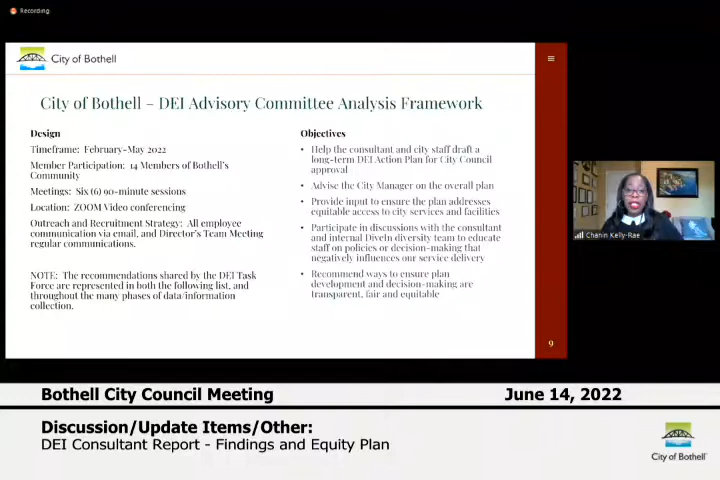 Recording
City of Bothell
City of Bothell – DEI Advisory Committee Analysis Framework
Design
Timeframe: February-May 2022
Member Participation: 14 Members of Bothell's
Community
Meetings: Six (6) 90-minute sessions
Location: ZOOM Video conferencing
Outreach and Recruitment Strategy: All employee
communication via email, and Director's Team Meeting
regular communications.
NOTE: The recommendations shared by the DEI Task
Force are represented in both the following list, and
throughout the many phases of data/information
collection.
Objectives
• Help the consultant and city staff draft a
long-term DEI Action Plan for City Council
approval
• Advise the City Manager on the overall plan
• Provide input to ensure the plan addresses
equitable access to city services and facilities
• Participate in discussions with the consultant
and internal DiveIn diversity team to educate
staff on policies or decision-making that
negatively influences our service delivery
• Recommend ways to ensure plan
development and decision-making are
transparent, fair and equitable
9
Chanin Kelly-Rae
Bothell City Council Meeting
June 14, 2022
Discussion/Update Items/Other:
DEI Consultant Report - Findings and Equity Plan
City of Bothell